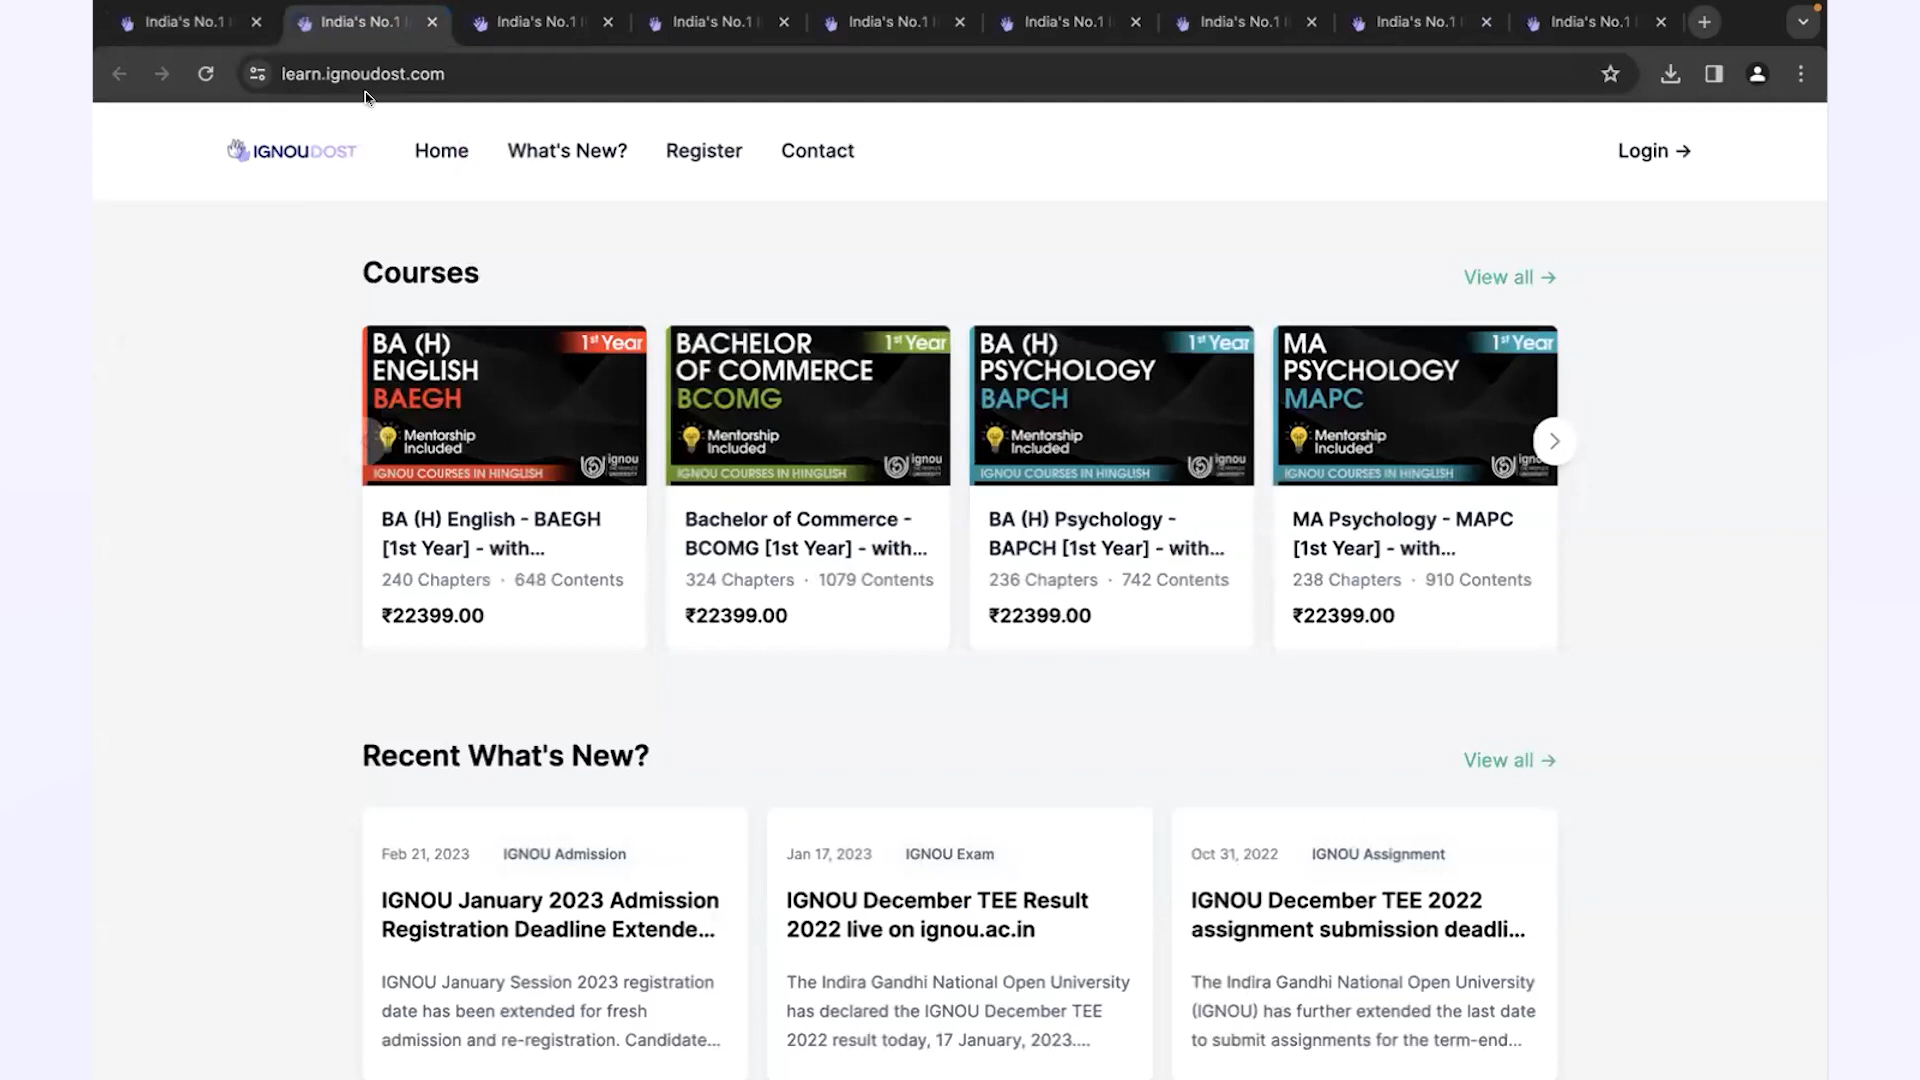 India's No.1 India's No.1 India's No.1 India's No.1 India's No.1 India's No.1 India's No.1 India's No.1 India's No.1
learn.ignoudost.com
IGNOUDOST Home What's New? Register Contact Login →
Courses View all →
BA (H)
ENGLISH
BAEGH
1st Year
Mentorship
Included
IGNOU COURSES IN HINGLISH
ignou
BA (H) English - BAEGH
[1st Year] - with...
240 Chapters · 648 Contents
₹22399.00
BACHELOR
OF COMMERCE
BCOMG
1st Year
Mentorship
Included
IGNOU COURSES IN HINGLISH
ignou
Bachelor of Commerce -
BCOMG [1st Year] - with...
324 Chapters · 1079 Contents
₹22399.00
BA (H)
PSYCHOLOGY
BAPCH
1st Year
Mentorship
Included
IGNOU COURSES IN HINGLISH
ignou
BA (H) Psychology -
BAPCH [1st Year] - with...
236 Chapters · 742 Contents
₹22399.00
MA
PSYCHOLOGY
MAPC
1st Year
Mentorship
Included
IGNOU COURSES IN HINGLISH
MA Psychology - MAPC
[1st Year] - with...
238 Chapters · 910 Contents
₹22399.00
Recent What's New? View all →
Feb 21, 2023 IGNOU Admission
IGNOU January 2023 Admission
Registration Deadline Extende...
IGNOU January Session 2023 registration
date has been extended for fresh
admission and re-registration. Candidate...
Jan 17, 2023 IGNOU Exam
IGNOU December TEE Result
2022 live on ignou.ac.in
The Indira Gandhi National Open University
has declared the IGNOU December TEE
2022 result today, 17 January, 2023....
Oct 31, 2022 IGNOU Assignment
IGNOU December TEE 2022
assignment submission deadli...
The Indira Gandhi National Open University
(IGNOU) has further extended the last date
to submit assignments for the term-end...